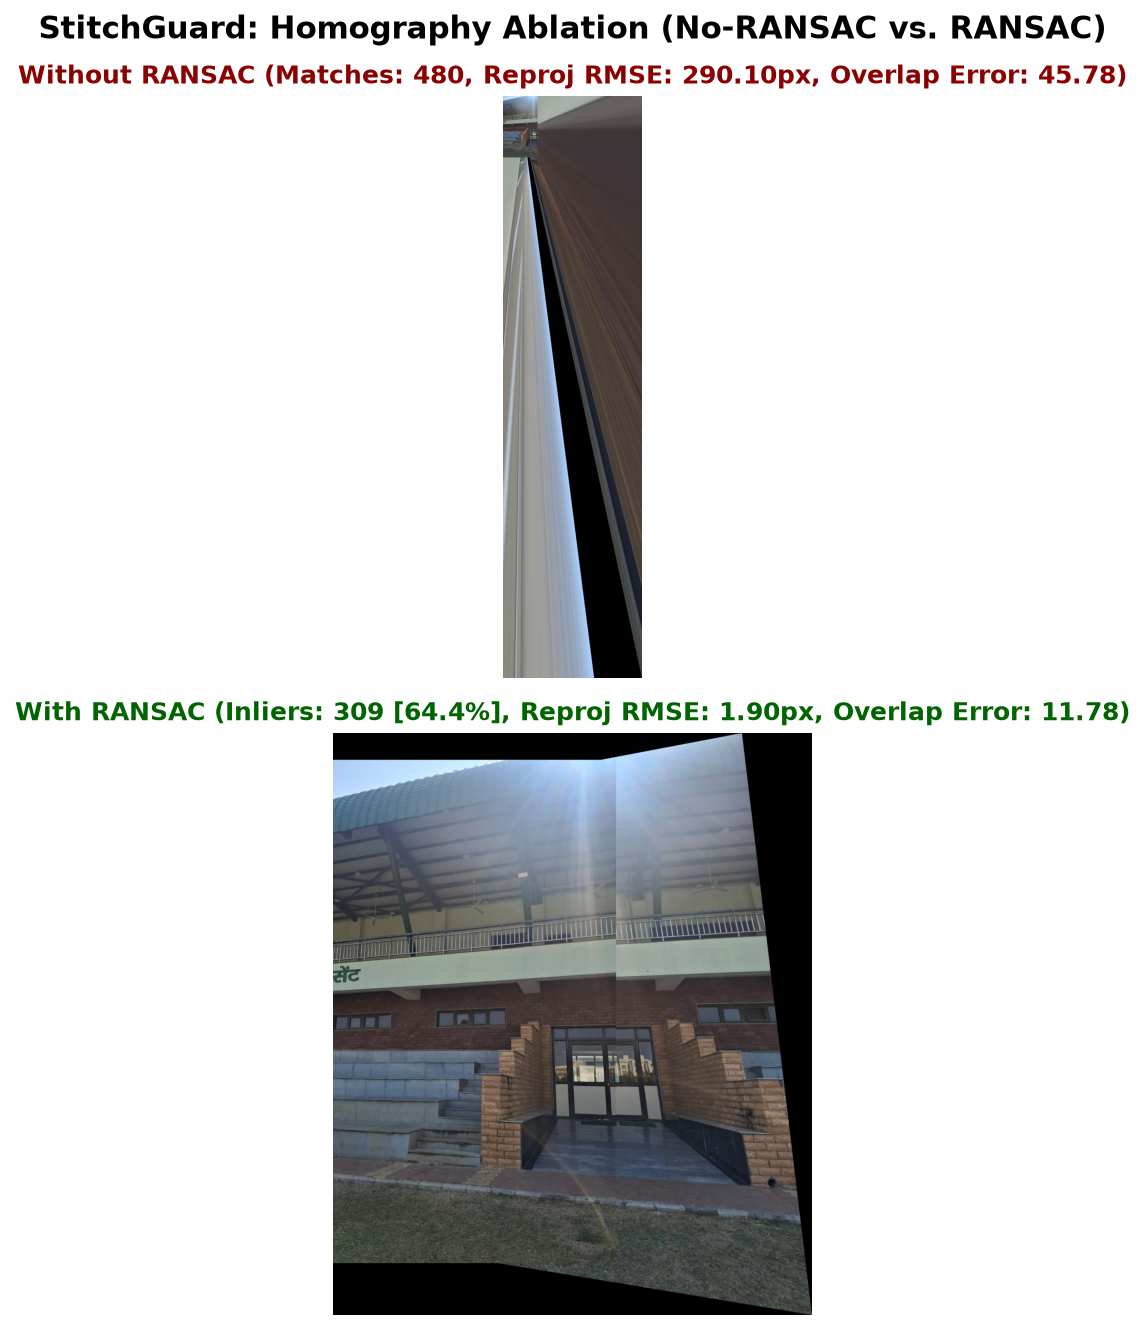 StitchGuard: Homography Ablation (No-RANSAC vs. RANSAC)
Without RANSAC (Matches: 480, Reproj RMSE: 290.10px, Overlap Error: 45.78)
With RANSAC (Inliers: 309 [64.4%], Reproj RMSE: 1.90px, Overlap Error: 11.78)
सेंट